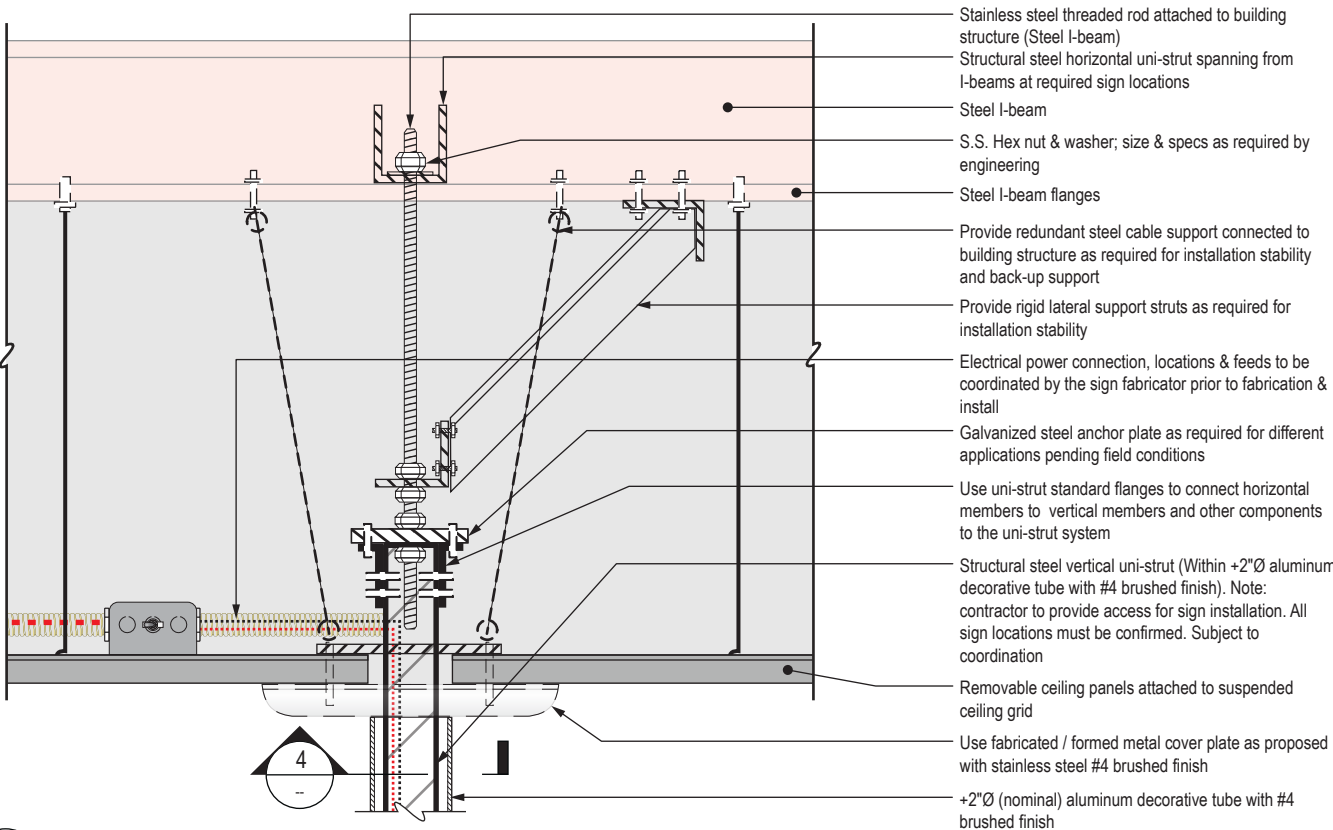 Stainless steel threaded rod attached to building
structure (Steel I-beam)
Structural steel horizontal uni-strut spanning from
I-beams at required sign locations
Steel I-beam
S.S. Hex nut & washer; size & specs as required by
engineering
Steel I-beam flanges
Provide redundant steel cable support connected to
building structure as required for installation stability
and back-up support
Provide rigid lateral support struts as required for
installation stability
Electrical power connection, locations & feeds to be
coordinated by the sign fabricator prior to fabrication &
install
Galvanized steel anchor plate as required for different
applications pending field conditions
Use uni-strut standard flanges to connect horizontal
members to vertical members and other components
to the uni-strut system
Structural steel vertical uni-strut (Within +2"Ø aluminum
decorative tube with #4 brushed finish). Note:
contractor to provide access for sign installation. All
sign locations must be confirmed. Subject to
coordination
Removable ceiling panels attached to suspended
ceiling grid
Use fabricated / formed metal cover plate as proposed
with stainless steel #4 brushed finish
+2"Ø (nominal) aluminum decorative tube with #4
brushed finish
4
--